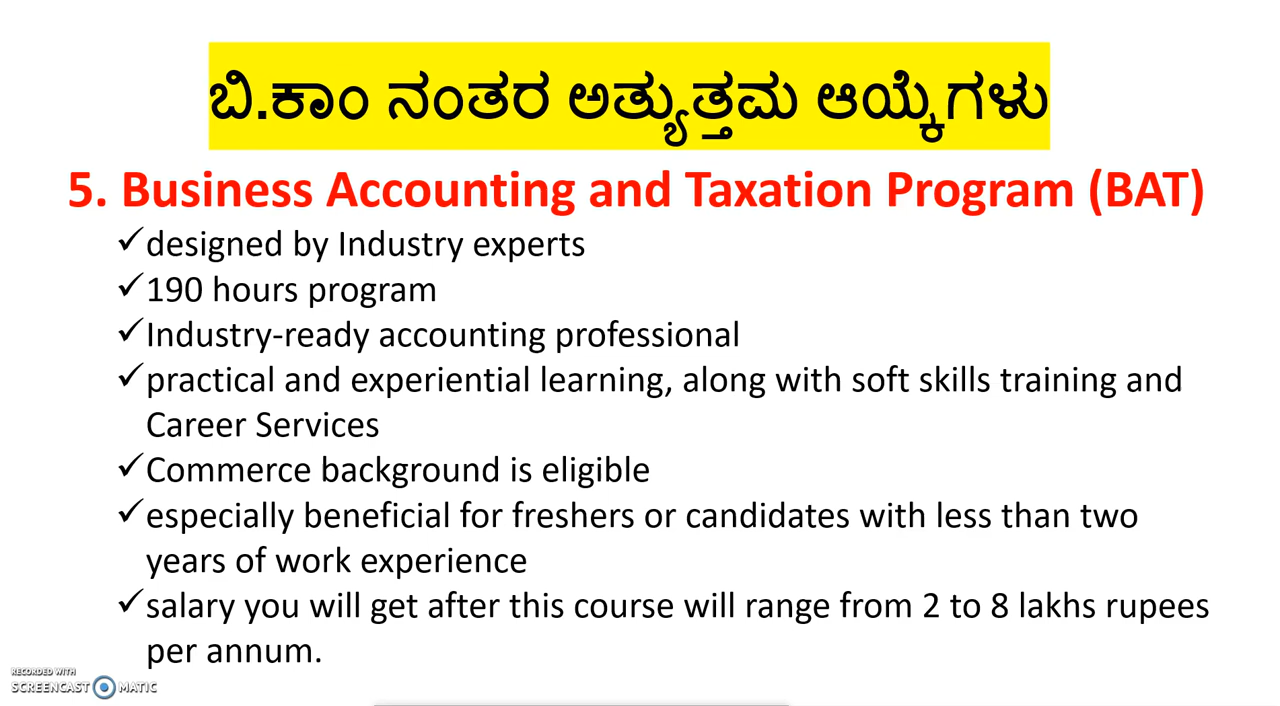 ಬಿ.ಕಾಂ ನಂತರ ಅತ್ಯುತ್ತಮ ಆಯ್ಕೆಗಳು
5. Business Accounting and Taxation Program (BAT)
✓designed by Industry experts
✓190 hours program
✓Industry-ready accounting professional
✓practical and experiential learning, along with soft skills training and
Career Services
✓Commerce background is eligible
✓especially beneficial for freshers or candidates with less than two
years of work experience
✓salary you will get after this course will range from 2 to 8 lakhs rupees
per annum.
RECORDED WITH
SCREENCAST MATIC